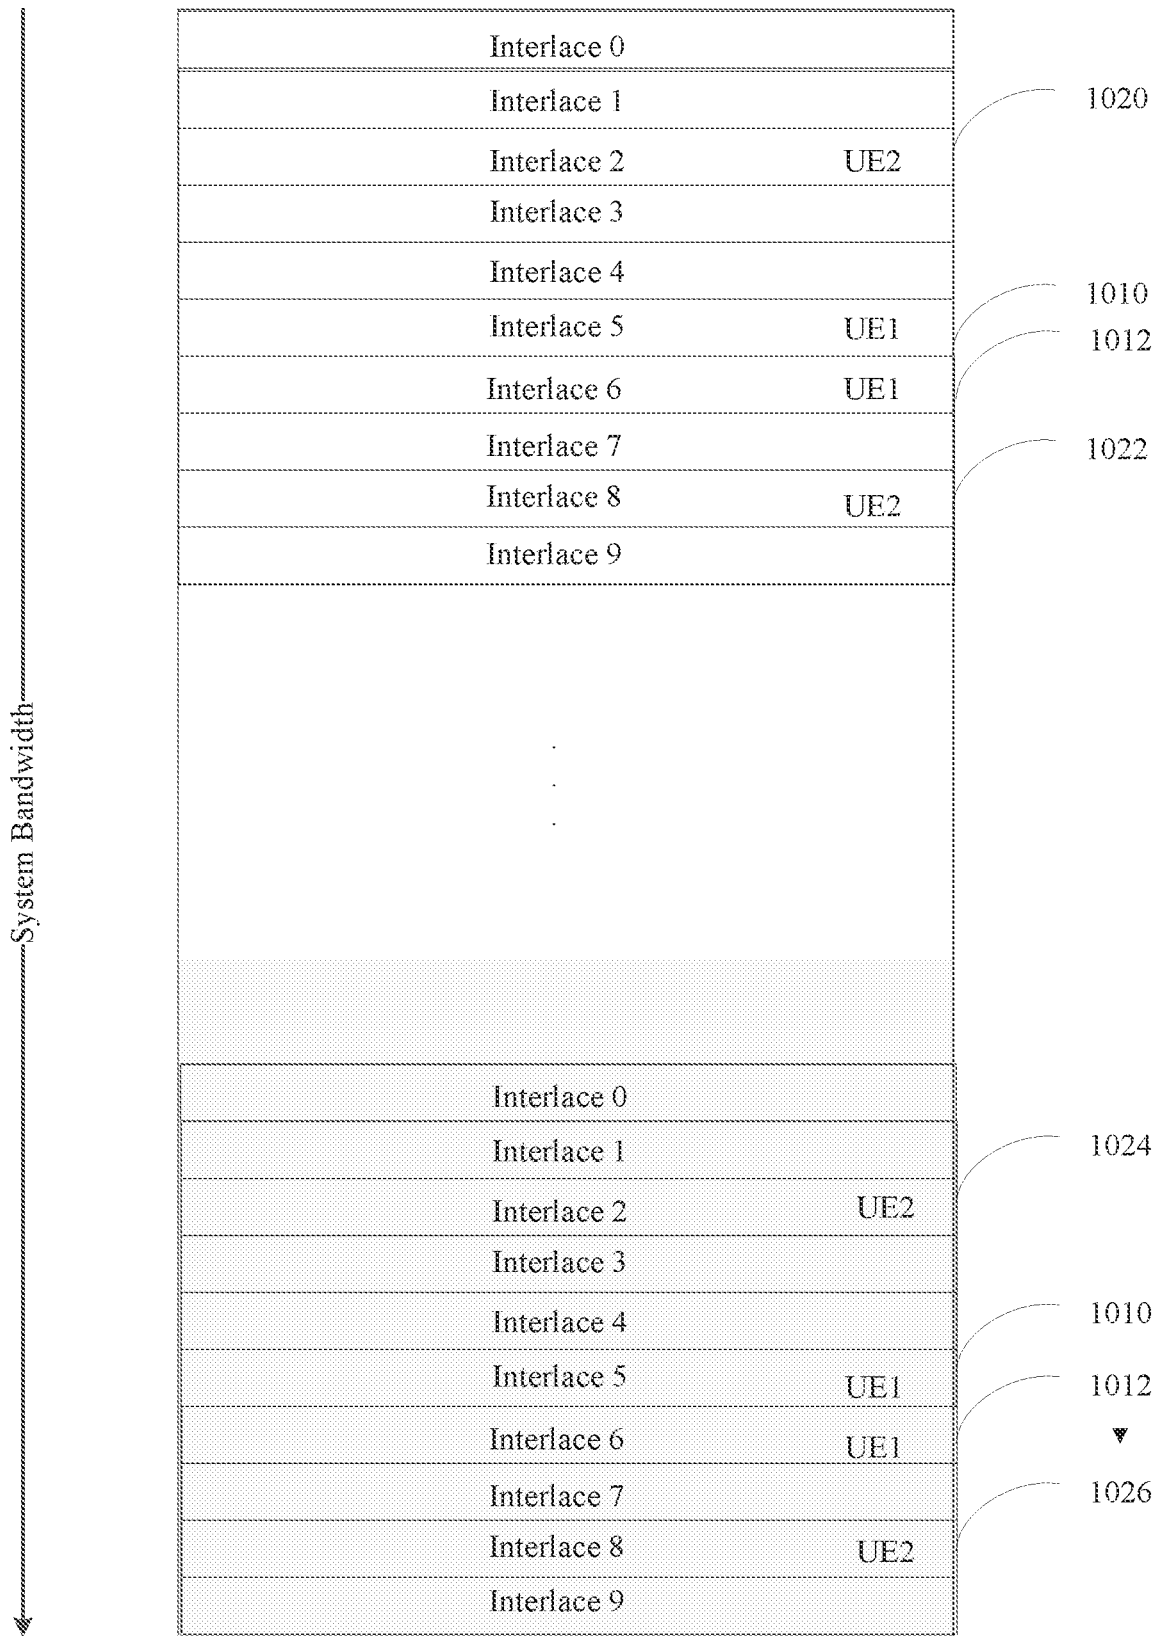 Interlace 0
Interlace 1
1020
Interlace 2 UE2
Interlace 3
Interlace 4
1010
Interlace 5 UE1
1012
Interlace 6 UE1
Interlace 7
1022
Interlace 8 UE2
Interlace 9
System Bandwidth
.
.
.
Interlace 0
Interlace 1
1024
Interlace 2 UE2
Interlace 3
Interlace 4
1010
Interlace 5 UE1
1012
Interlace 6 UE1
Interlace 7
1026
Interlace 8 UE2
Interlace 9